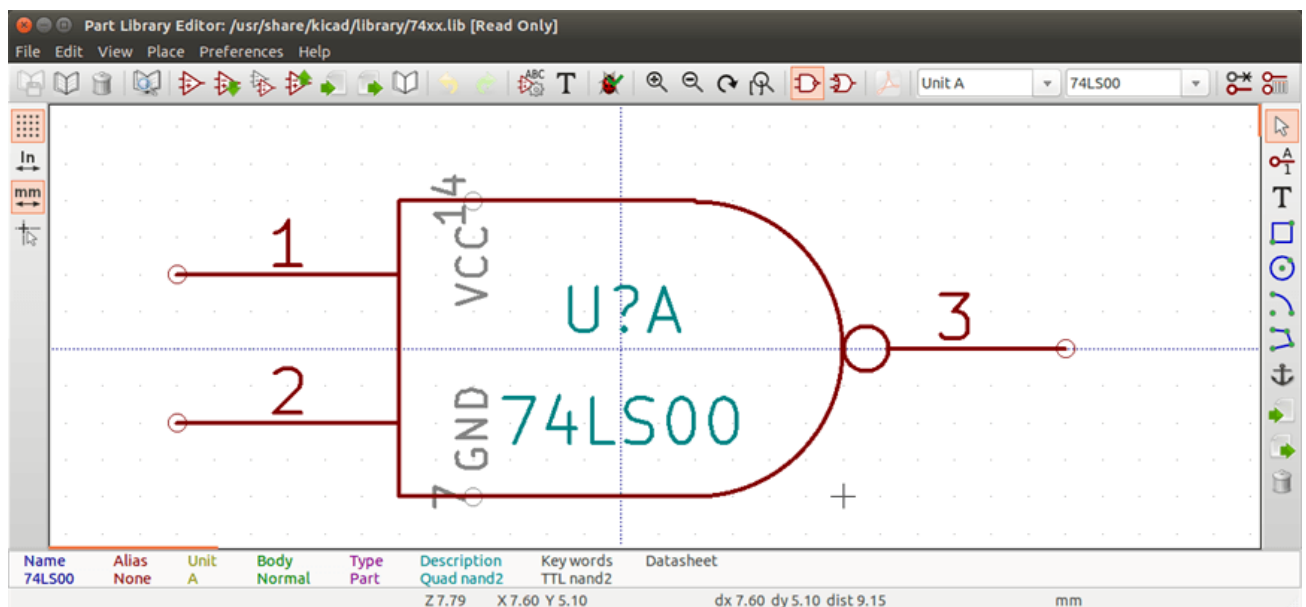 Part Library Editor: /usr/share/kicad/library/74xx.lib [Read Only]
File Edit View Place Preferences Help
ABC T Unit A 74LS00
In
mm
A
1
T
14
VCC
1
U?A
3
2
GND
74LS00
7
Name Alias Unit Body Type Description Key words Datasheet
74LS00 None A Normal Part Quad nand2 TTL nand2
Z 7.79 X 7.60 Y 5.10 dx 7.60 dy 5.10 dist 9.15 mm